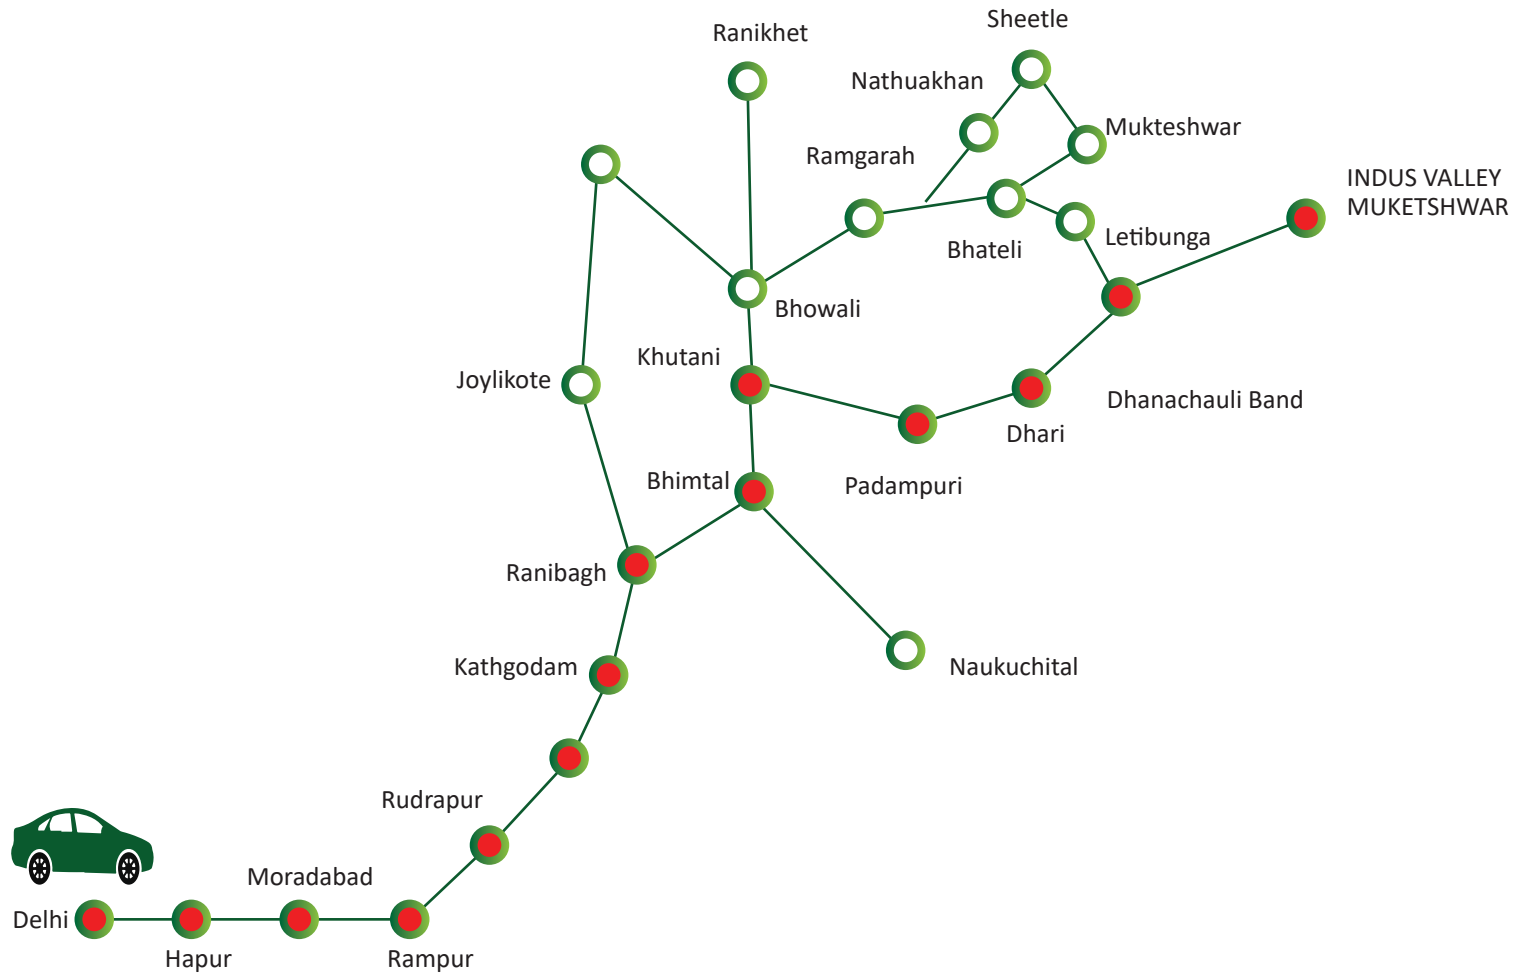 Sheetle
Ranikhet
Nathuakhan
Mukteshwar
Ramgarah
INDUS VALLEY
MUKETSHWAR
Letibunga
Bhateli
Bhowali
Khutani
Joylikote
Dhanachauli Band
Dhari
Bhimtal
Padampuri
Ranibagh
Kathgodam
Naukuchital
Rudrapur
Moradabad
Delhi
Hapur
Rampur